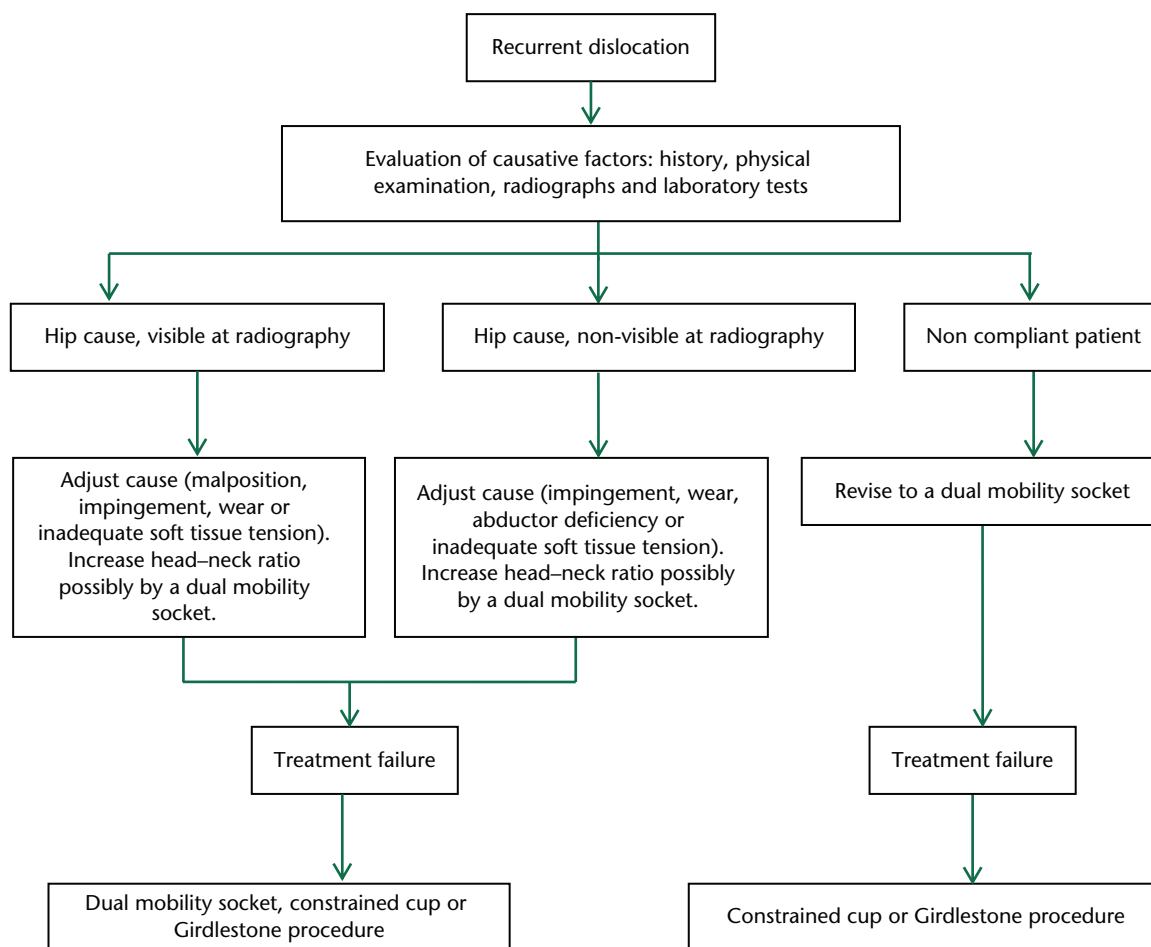 Recurrent dislocation
Evaluation of causative factors: history, physical
examination, radiographs and laboratory tests
Hip cause, visible at radiography
Hip cause, non-visible at radiography
Non compliant patient
Adjust cause (malposition,
impingement, wear or
inadequate soft tissue tension).
Increase head–neck ratio
possibly by a dual mobility
socket.
Adjust cause (impingement, wear,
abductor deficiency or
inadequate soft tissue tension).
Increase head–neck ratio possibly
by a dual mobility socket.
Revise to a dual mobility socket
Treatment failure
Treatment failure
Dual mobility socket, constrained cup or
Girdlestone procedure
Constrained cup or Girdlestone procedure